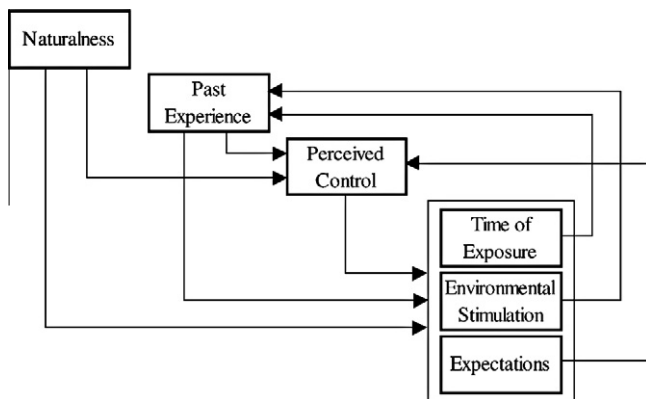 Naturalness
Past
Experience
Perceived
Control
Time of
Exposure
Environmental
Stimulation
Expectations